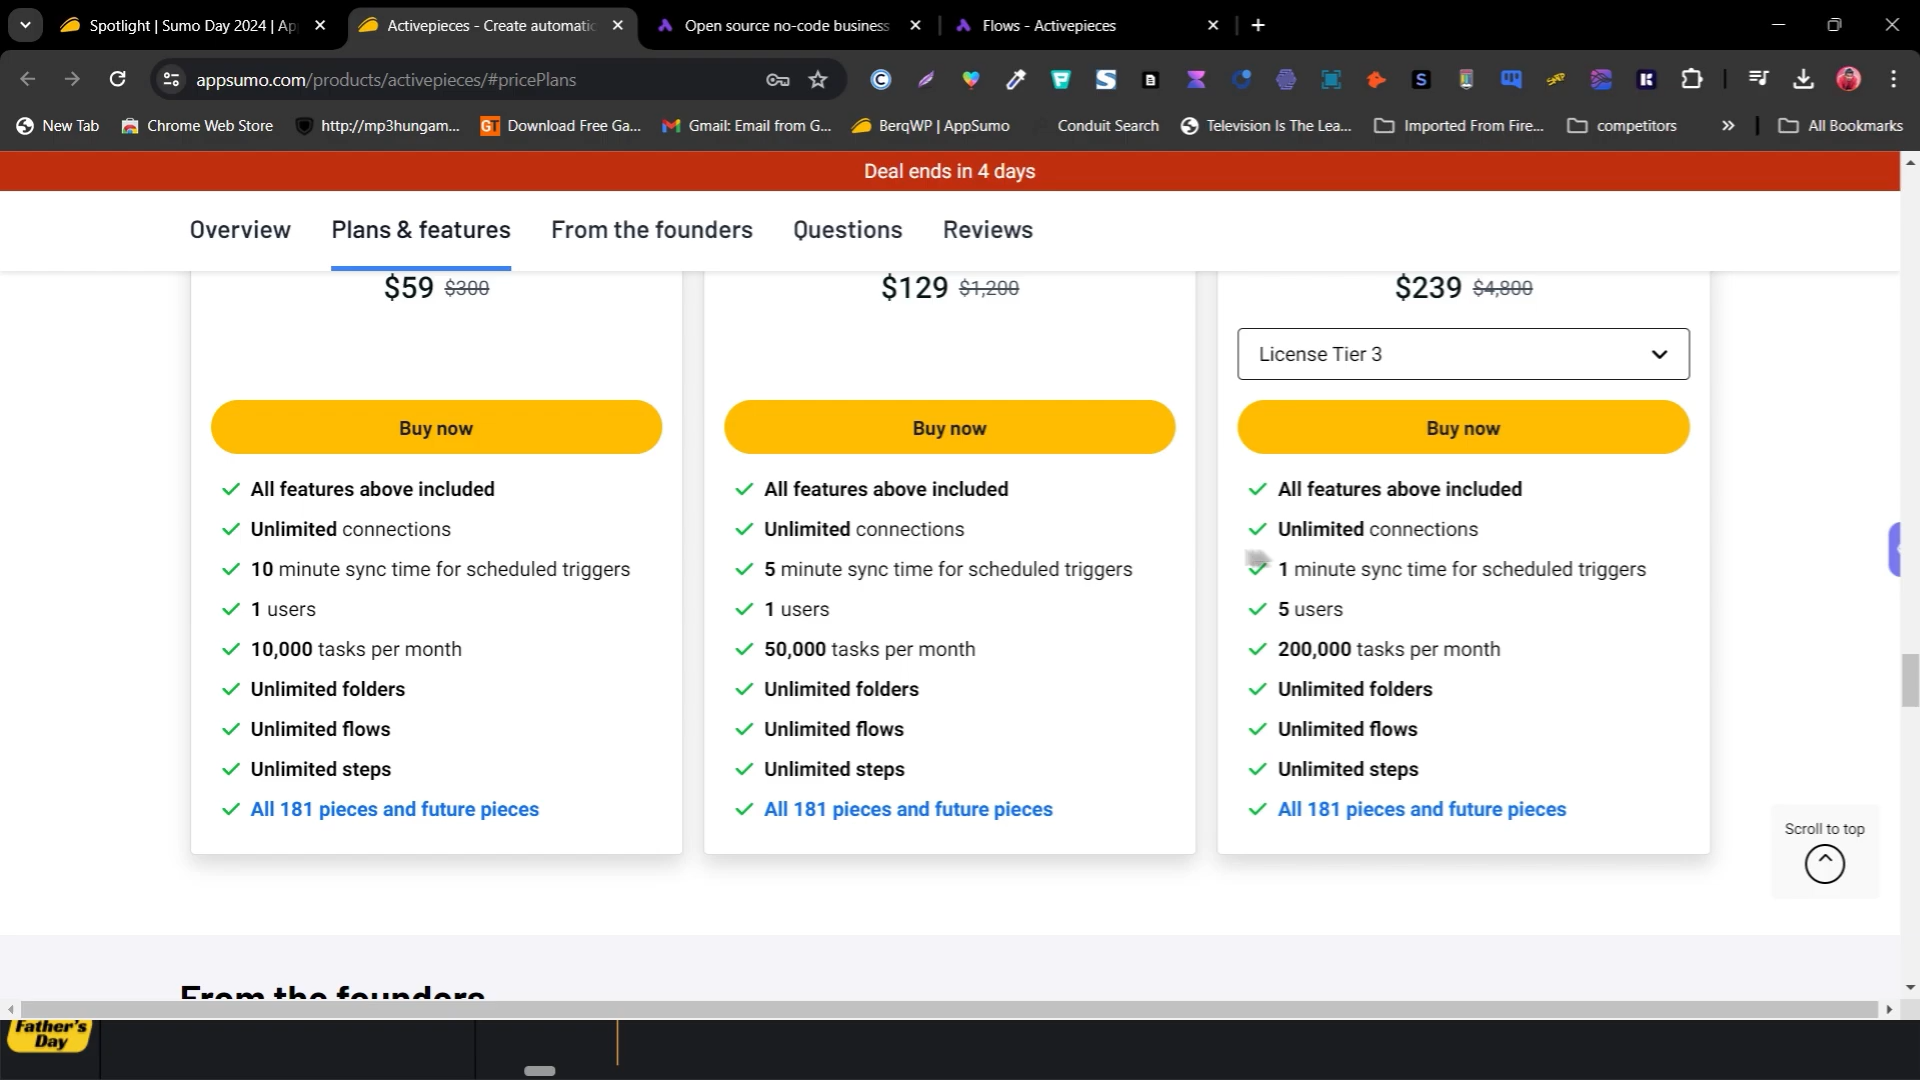 Spotlight | Sumo Day 2024 | Ap
Activepieces - Create automatic
Open source no-code business
Flows - Activepieces
appsumo.com/products/activepieces/#pricePlans
New Tab
Chrome Web Store
http://mp3hungam...
GT Download Free Ga...
Gmail: Email from G...
BerqWP | AppSumo
Conduit Search
Television Is The Lea...
Imported From Fire...
competitors
All Bookmarks
Deal ends in 4 days
Overview
Plans & features
From the founders
Questions
Reviews
$59 $300
$129 $1,200
$239 $4,800
License Tier 3
Buy now
Buy now
Buy now
All features above included
Unlimited connections
10 minute sync time for scheduled triggers
1 users
10,000 tasks per month
Unlimited folders
Unlimited flows
Unlimited steps
All 181 pieces and future pieces
All features above included
Unlimited connections
5 minute sync time for scheduled triggers
1 users
50,000 tasks per month
Unlimited folders
Unlimited flows
Unlimited steps
All 181 pieces and future pieces
All features above included
Unlimited connections
1 minute sync time for scheduled triggers
5 users
200,000 tasks per month
Unlimited folders
Unlimited flows
Unlimited steps
All 181 pieces and future pieces
Scroll to top
From the founders
Father's
Day